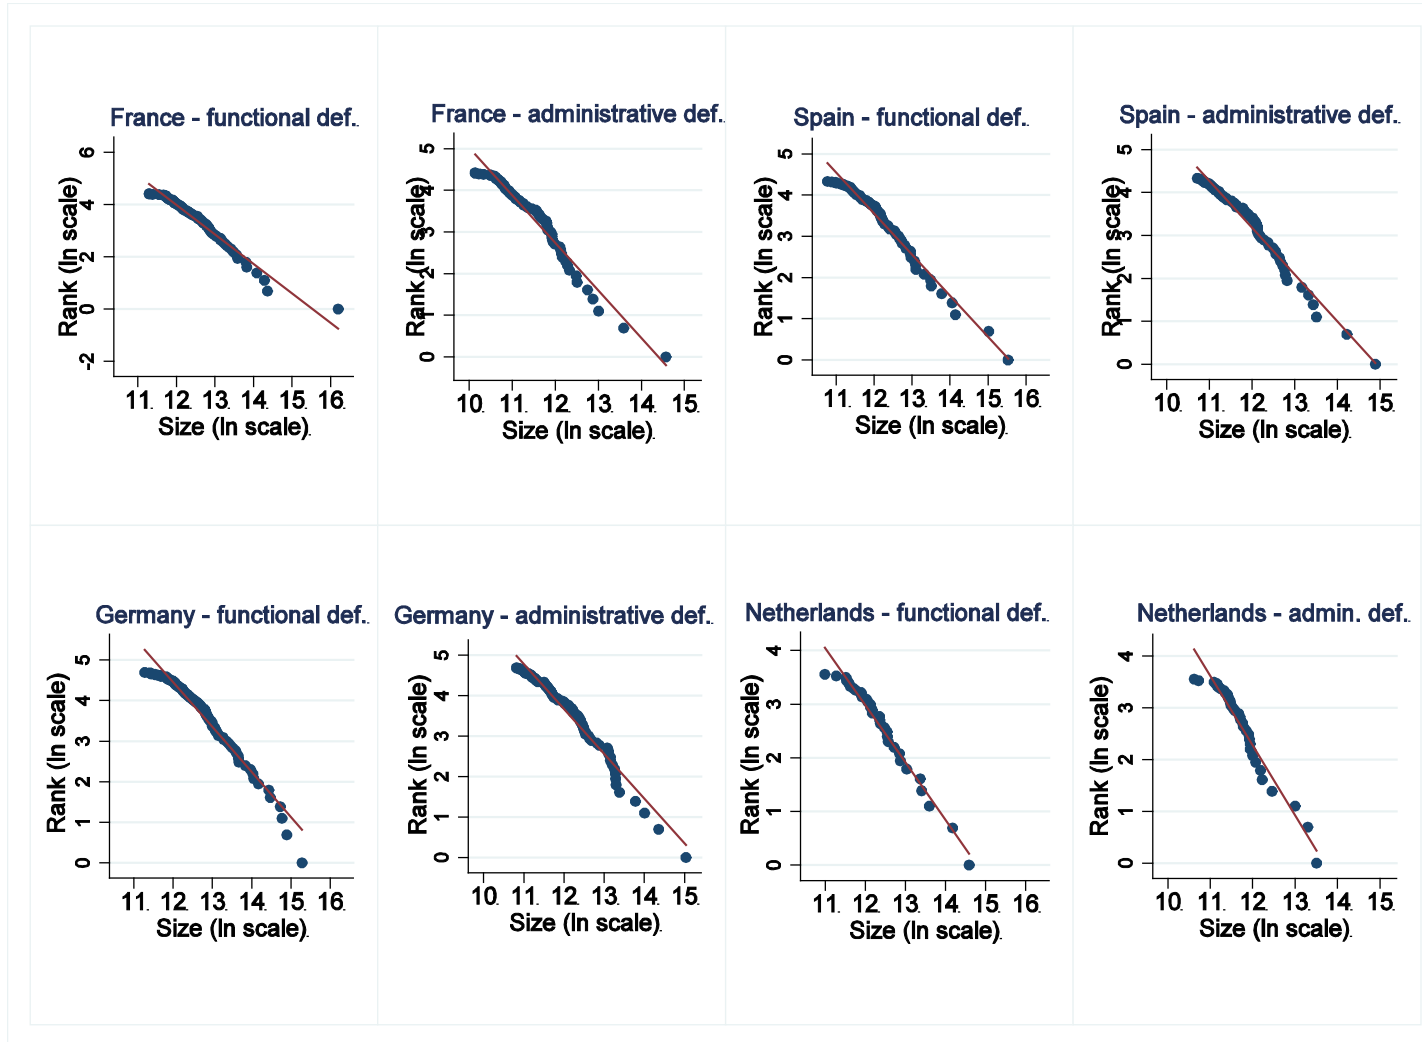 France - functional def..
Rank (ln scale)
6
4
2
0
-2
11. 12. 13. 14. 15. 16.
Size (ln scale).
France - administrative def..
Rank (ln scale)
5
4
3
2
1
0
10. 11. 12. 13. 14. 15.
Size (ln scale).
Spain - functional def..
Rank (ln scale)
5
4
3
2
1
0
11. 12. 13. 14. 15. 16.
Size (ln scale).
Spain - administrative def..
Rank (ln scale)
5
4
3
2
1
0
10. 11. 12. 13. 14. 15.
Size (ln scale).
Germany - functional def..
Rank (ln scale)
5
4
3
2
1
0
11. 12. 13. 14. 15. 16.
Size (ln scale).
Germany - administrative def..
Rank (ln scale)
5
4
3
2
1
0
10. 11. 12. 13. 14. 15.
Size (ln scale).
Netherlands - functional def..
Rank (ln scale)
4
3
2
1
0
11. 12. 13. 14. 15. 16.
Size (ln scale).
Netherlands - admin. def..
Rank (ln scale)
4
3
2
1
0
10. 11. 12. 13. 14. 15.
Size (ln scale).